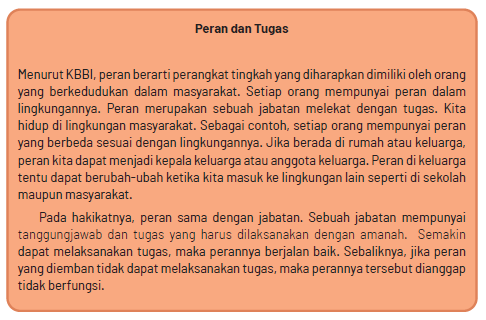 Peran dan Tugas
Menurut KBBI, peran berarti perangkat tingkah yang diharapkan dimiliki oleh orang
yang berkedudukan dalam masyarakat. Setiap orang mempunyai peran dalam
lingkungannya. Peran merupakan sebuah jabatan melekat dengan tugas. Kita
hidup di lingkungan masyarakat. Sebagai contoh, setiap orang mempunyai peran
yang berbeda sesuai dengan lingkungannya. Jika berada di rumah atau keluarga,
peran kita dapat menjadi kepala keluarga atau anggota keluarga. Peran di keluarga
tentu dapat berubah-ubah ketika kita masuk ke lingkungan lain seperti di sekolah
maupun masyarakat.
Pada hakikatnya, peran sama dengan jabatan. Sebuah jabatan mempunyai
tanggungjawab dan tugas yang harus dilaksanakan dengan amanah. Semakin
dapat melaksanakan tugas, maka perannya berjalan baik. Sebaliknya, jika peran
yang diemban tidak dapat melaksanakan tugas, maka perannya tersebut dianggap
tidak berfungsi.